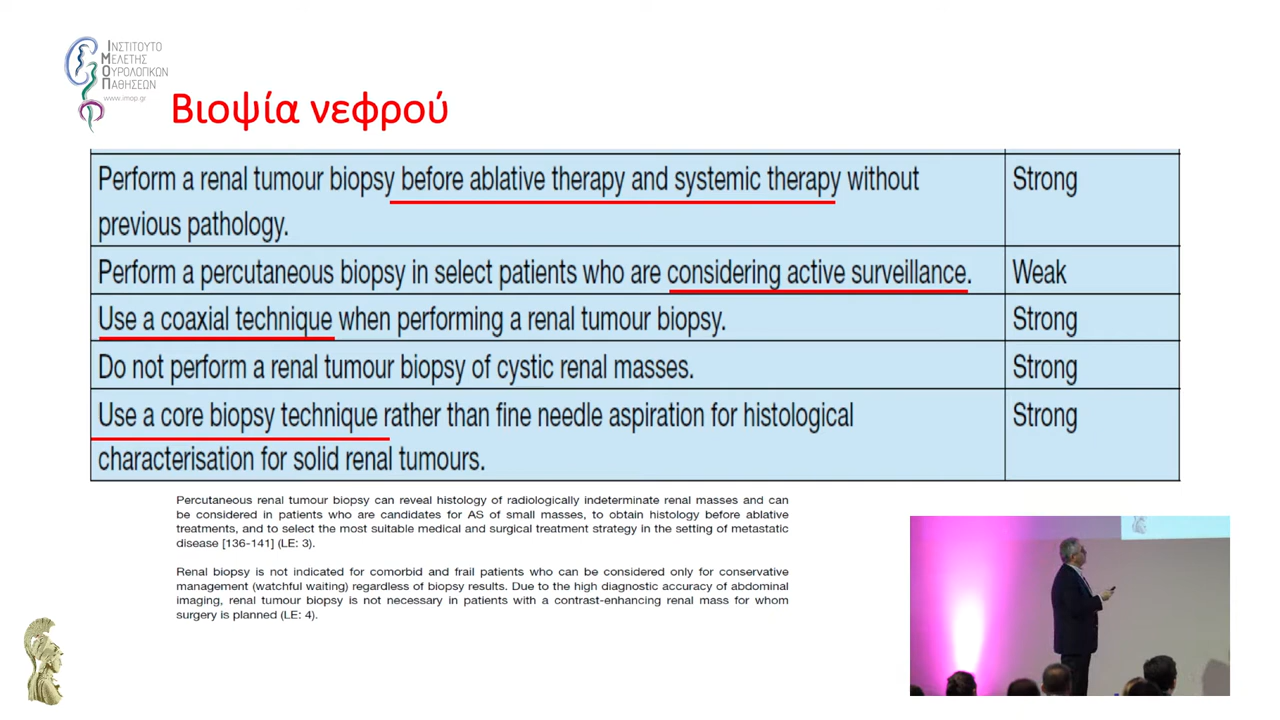 ΙΝΣΤΙΤΟΥΤΟ
ΜΕΛΕΤΗΣ
ΟΥΡΟΛΟΓΙΚΩΝ
ΠΑΘΗΣΕΩΝ
www.imop.gr
Βιοψία νεφρού
Perform a renal tumour biopsy before ablative therapy and systemic therapy without Strong
previous pathology.
Perform a percutaneous biopsy in select patients who are considering active surveillance. Weak
Use a coaxial technique when performing a renal tumour biopsy. Strong
Do not perform a renal tumour biopsy of cystic renal masses. Strong
Use a core biopsy technique rather than fine needle aspiration for histological Strong
characterisation for solid renal tumours.
Percutaneous renal tumour biopsy can reveal histology of radiologically indeterminate renal masses and can
be considered in patients who are candidates for AS of small masses, to obtain histology before ablative
treatments, and to select the most suitable medical and surgical treatment strategy in the setting of metastatic
disease [136-141] (LE: 3).
Renal biopsy is not indicated for comorbid and frail patients who can be considered only for conservative
management (watchful waiting) regardless of biopsy results. Due to the high diagnostic accuracy of abdominal
imaging, renal tumour biopsy is not necessary in patients with a contrast-enhancing renal mass for whom
surgery is planned (LE: 4).